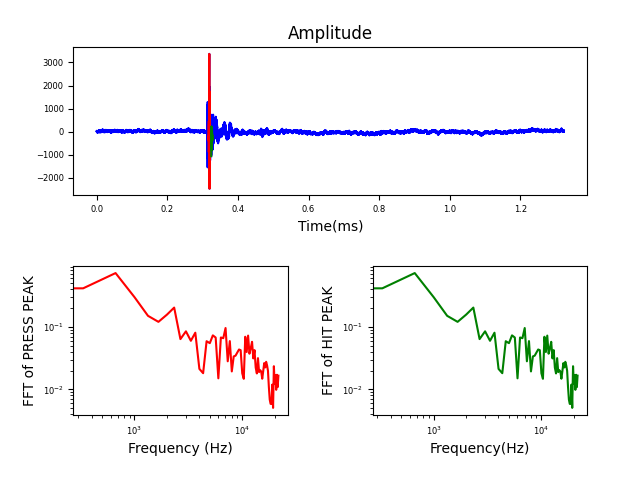 Amplitude
3000
2000
1000
0
−1000
−2000
0.0 0.2 0.4 0.6 0.8 1.0 1.2
Time(ms)
FFT of PRESS PEAK
10⁻¹
10⁻²
10³ 10⁴
Frequency (Hz)
FFT of HIT PEAK
10⁻¹
10⁻²
10³ 10⁴
Frequency(Hz)